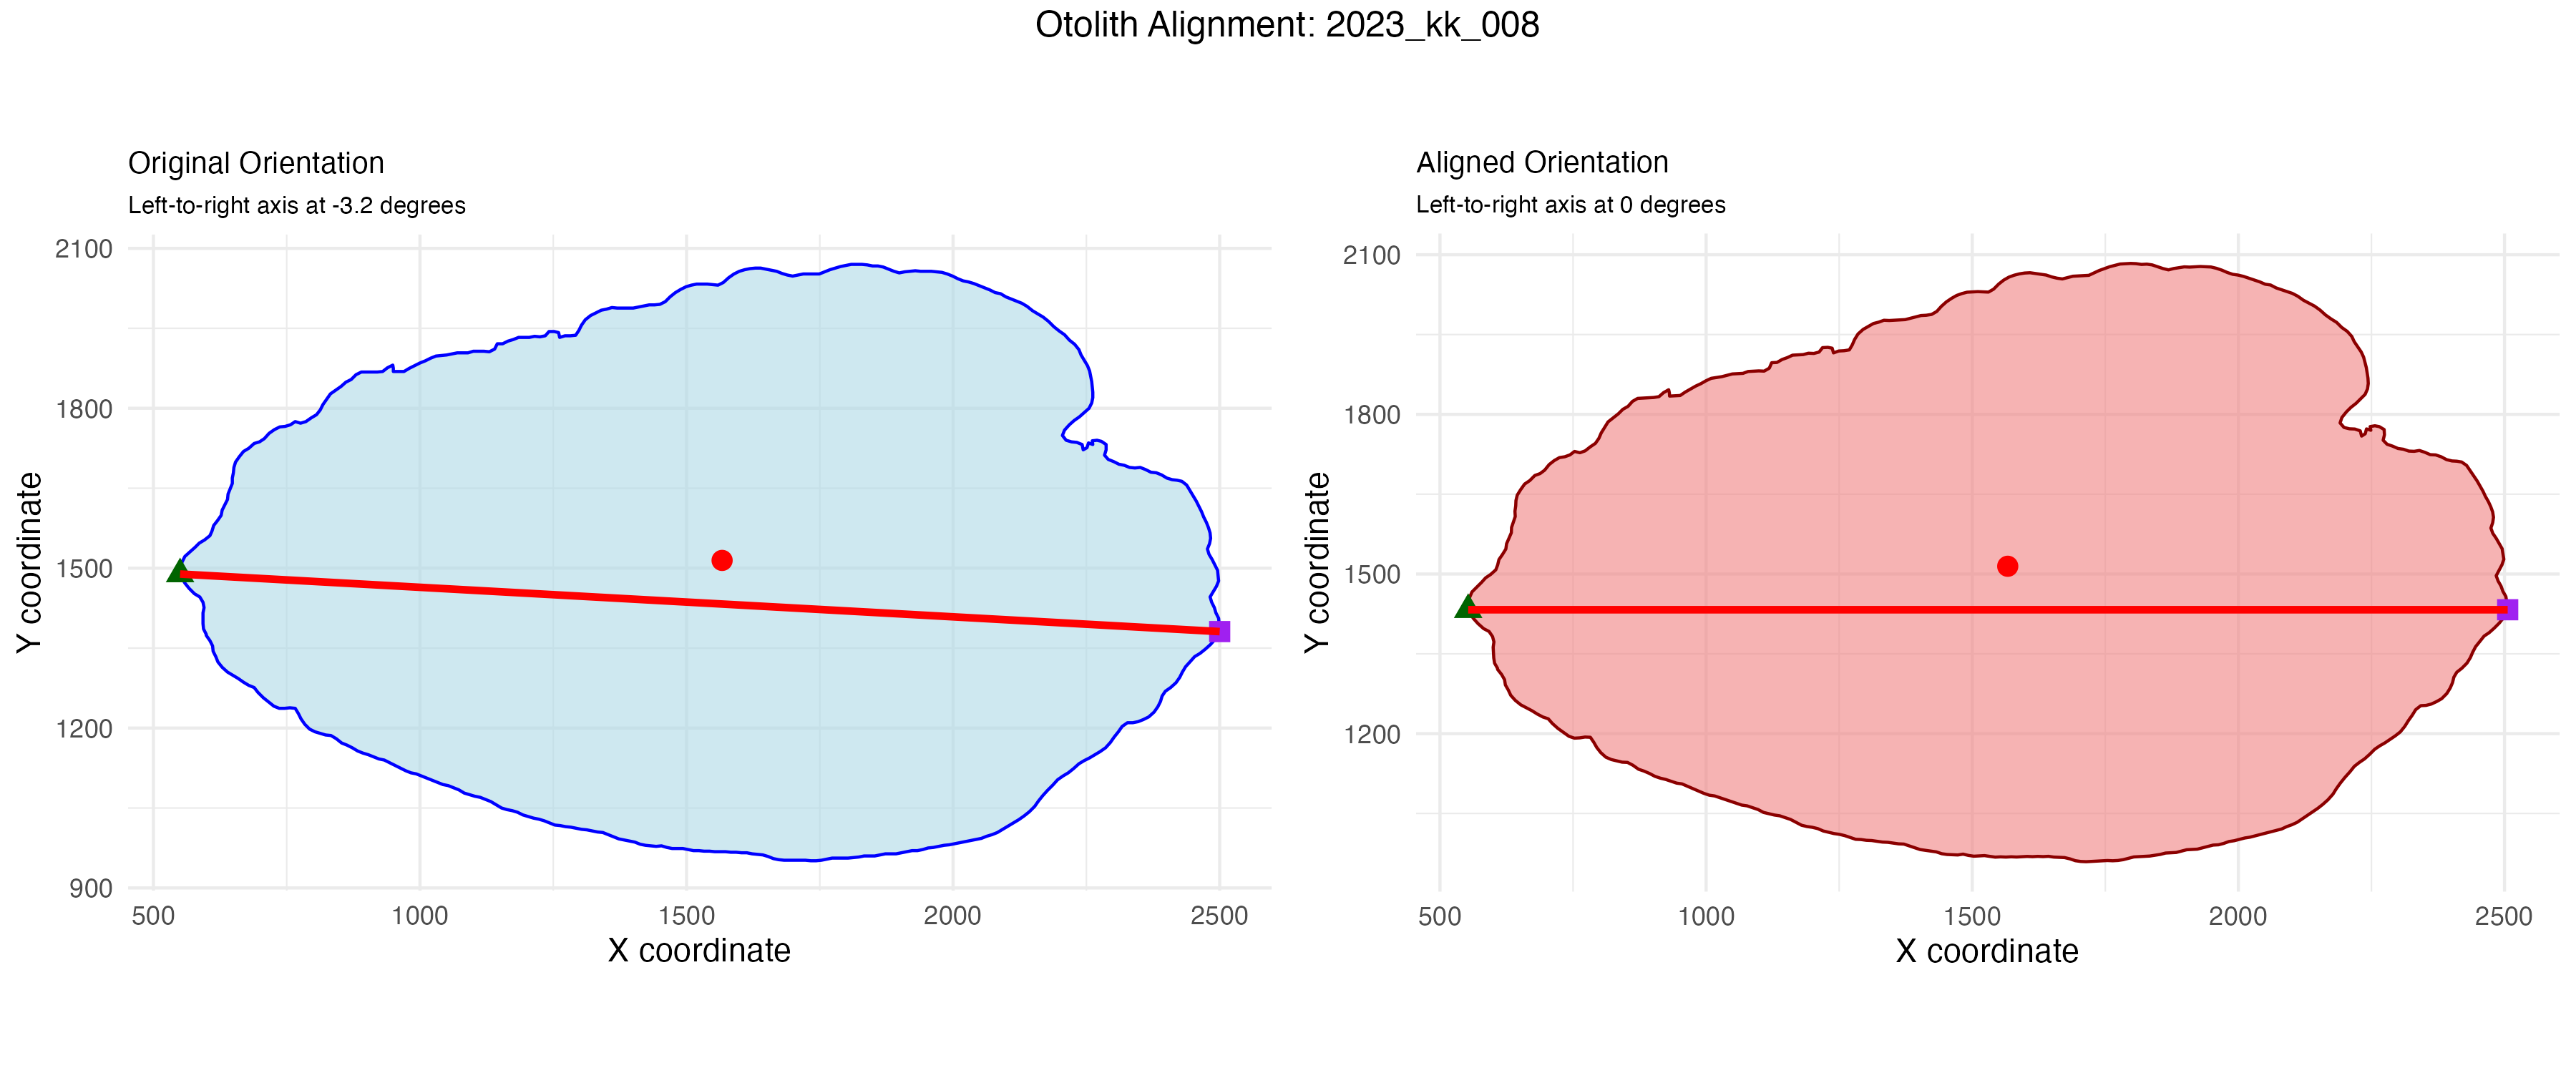 Otolith Alignment: 2023_kk_008
Original Orientation
Left-to-right axis at -3.2 degrees
2100
1800
1500
1200
900
Y coordinate
500 1000 1500 2000 2500
X coordinate
Aligned Orientation
Left-to-right axis at 0 degrees
2100
1800
1500
1200
Y coordinate
500 1000 1500 2000 2500
X coordinate